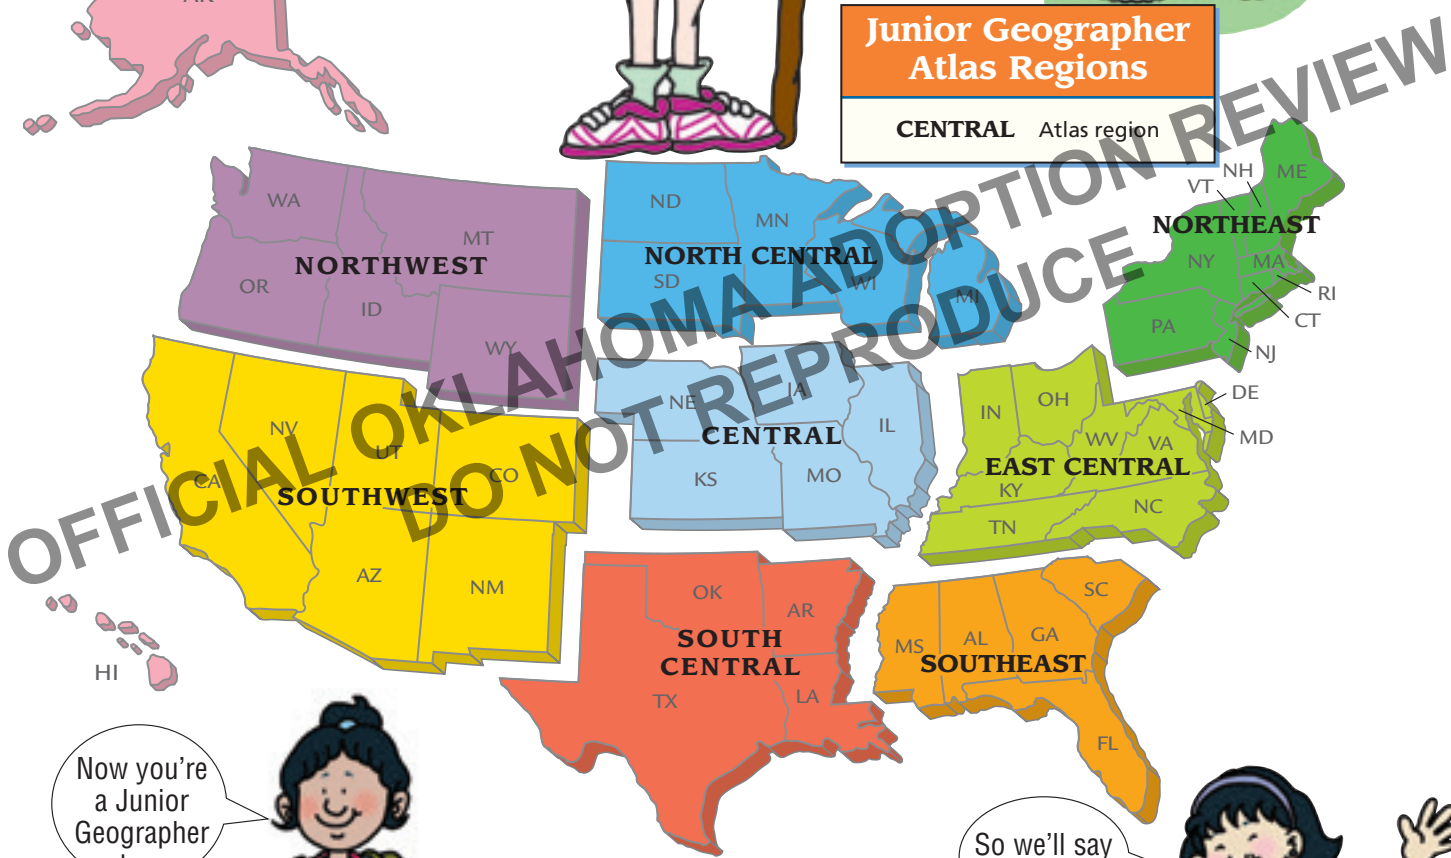 AK
Junior Geographer
Atlas Regions
CENTRAL Atlas region
OFFICIAL OKLAHOMA ADOPTION REVIEW
DO NOT REPRODUCE
WA
MT
OR
ID
WY
NORTHWEST
ND
MN
SD
WI
MI
NORTH CENTRAL
VT
NH
ME
NORTHEAST
NY
MA
RI
CT
PA
NJ
NV
UT
CO
CA
SOUTHWEST
AZ
NM
NE
IA
IL
CENTRAL
KS
MO
IN
OH
WV
VA
DE
MD
EAST CENTRAL
KY
NC
TN
OK
AR
SOUTH
CENTRAL
TX
LA
MS
AL
GA
SC
SOUTHEAST
FL
HI
Now you're
a Junior
Geographer
So we'll say